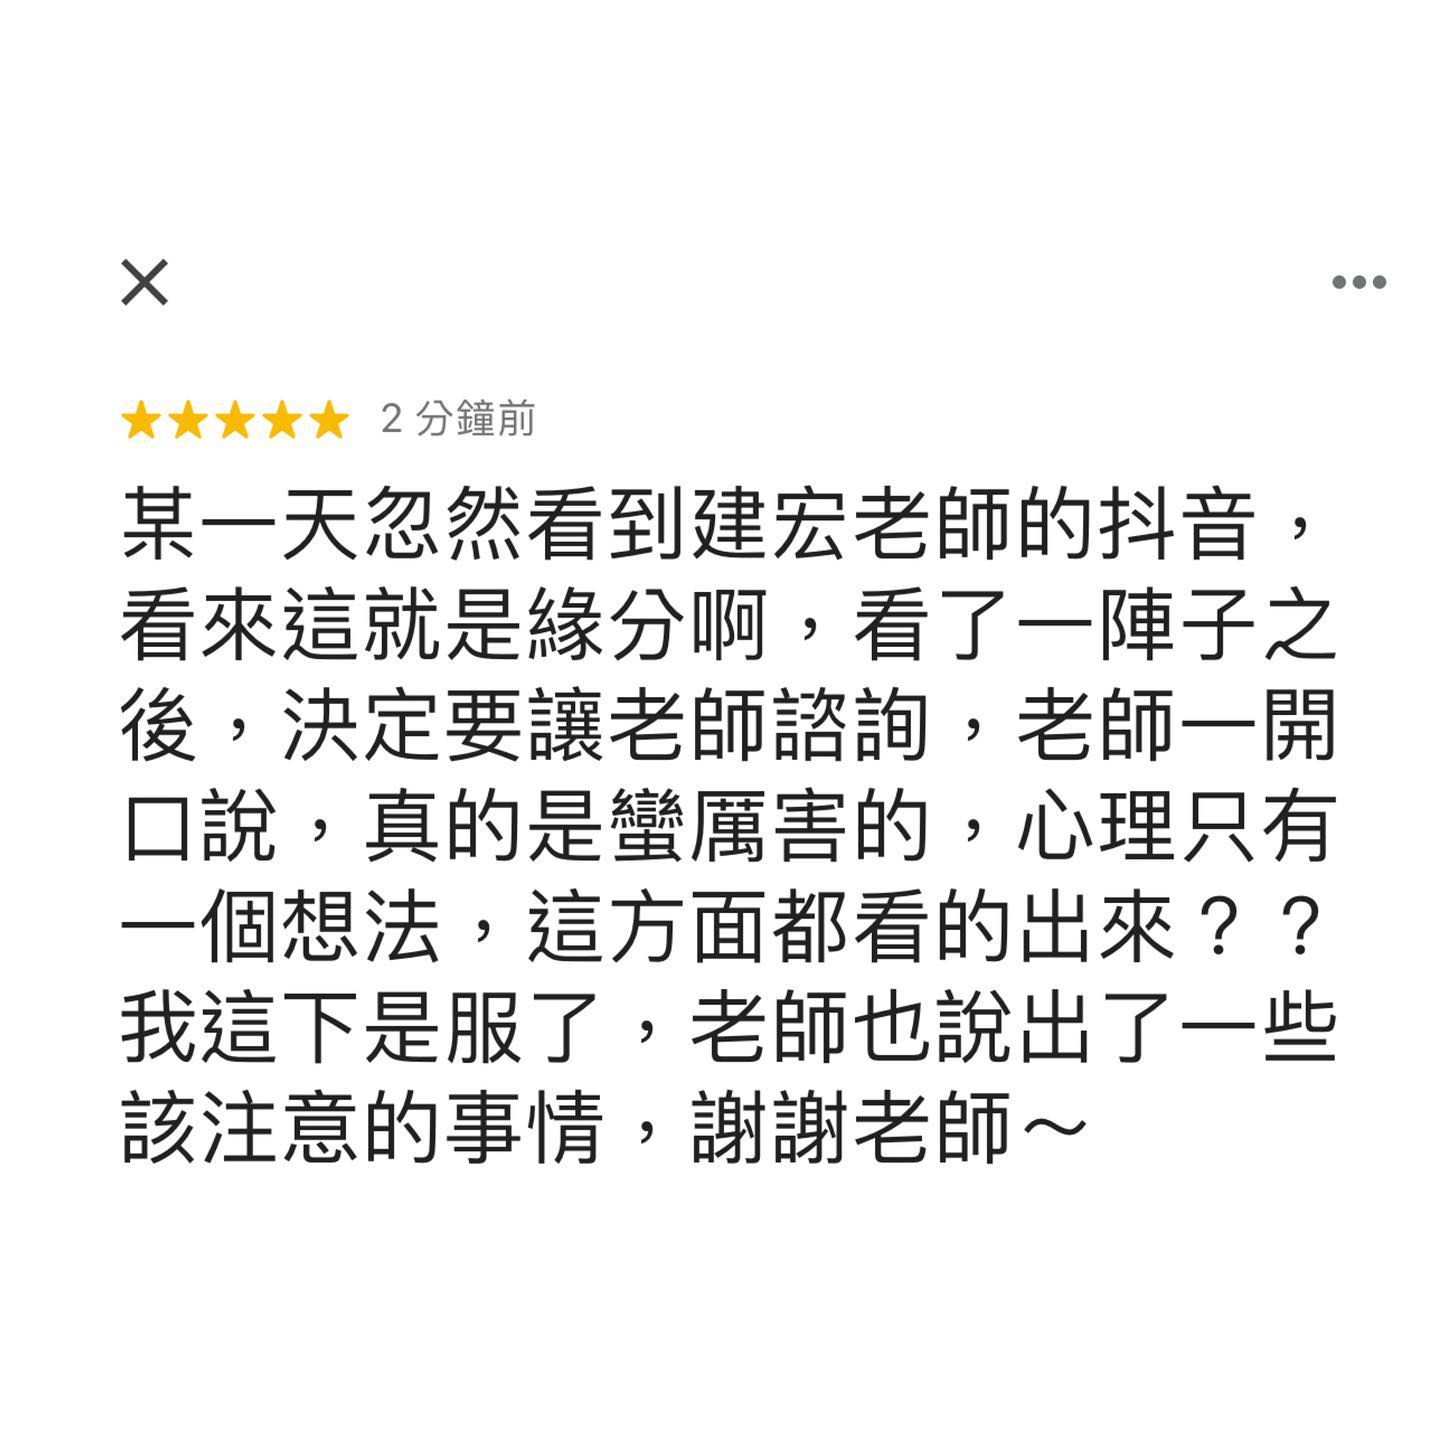 2 分鐘前
某一天忽然看到建宏老師的抖音，
看來這就是緣分啊，看了一陣子之
後，決定要讓老師諮詢，老師一開
口說，真的是蠻厲害的，心理只有
一個想法，這方面都看的出來？？
我這下是服了，老師也說出了一些
該注意的事情，謝謝老師～